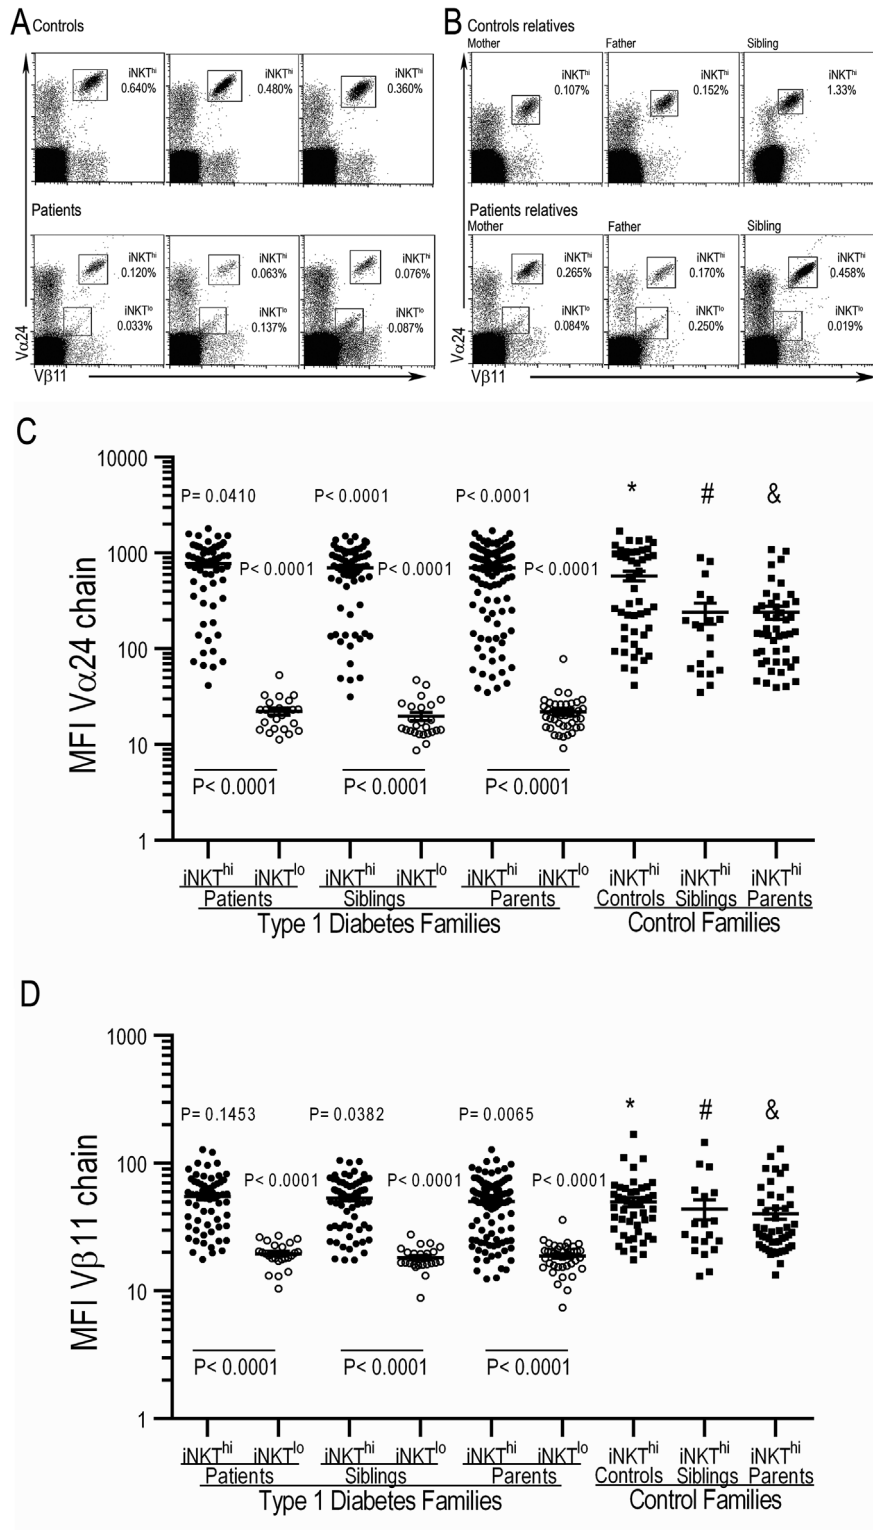 A Controls
iNKThi 0.640%
iNKThi 0.480%
iNKThi 0.360%
Patients
iNKThi 0.120%
iNKTlo 0.033%
iNKThi 0.063%
iNKTlo 0.137%
iNKThi 0.076%
iNKTlo 0.087%
Vα24
Vβ11
B Controls relatives
Mother Father Sibling
iNKThi 0.107%
iNKThi 0.152%
iNKThi 1.33%
Patients relatives
Mother Father Sibling
iNKThi 0.265%
iNKTlo 0.084%
iNKThi 0.170%
iNKTlo 0.250%
iNKThi 0.458%
iNKTlo 0.019%
Vα24
Vβ11
C
MFI Vα24 chain
10000
1000
100
10
1
P= 0.0410 P< 0.0001 P< 0.0001 * # &
P< 0.0001 P< 0.0001 P< 0.0001
P< 0.0001 P< 0.0001 P< 0.0001
iNKThi iNKTlo iNKThi iNKTlo iNKThi iNKTlo iNKThi iNKThi iNKThi
Patients Siblings Parents Controls Siblings Parents
Type 1 Diabetes Families Control Families
D
MFI Vβ11 chain
1000
100
10
1
P= 0.1453 P= 0.0382 P= 0.0065 * # &
P< 0.0001 P< 0.0001 P< 0.0001
P< 0.0001 P< 0.0001 P< 0.0001
iNKThi iNKTlo iNKThi iNKTlo iNKThi iNKTlo iNKThi iNKThi iNKThi
Patients Siblings Parents Controls Siblings Parents
Type 1 Diabetes Families Control Families